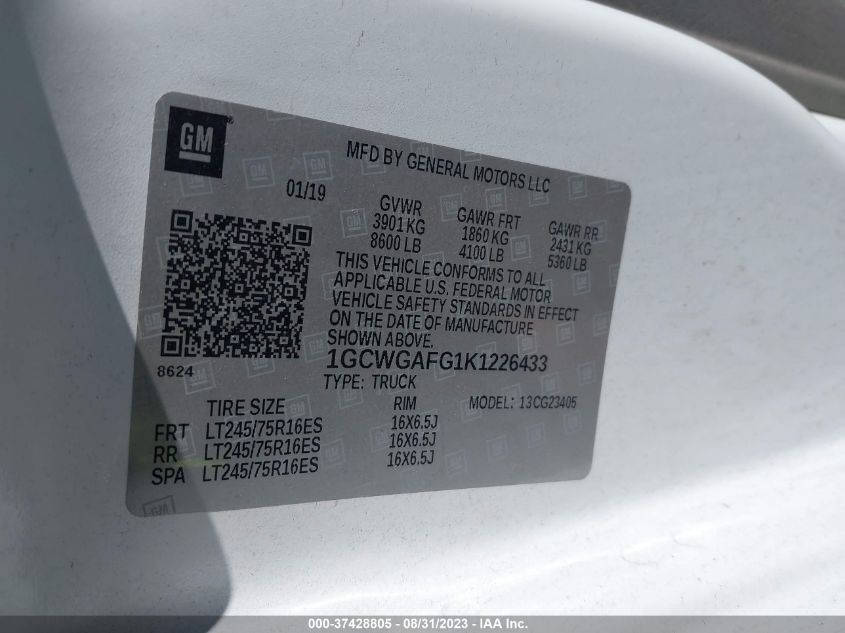 GM
MFD BY GENERAL MOTORS LLC
01/19
GVWR GAWR FRT GAWR RR
3901 KG 1860 KG 2431 KG
8600 LB 4100 LB 5360 LB
THIS VEHICLE CONFORMS TO ALL
APPLICABLE U.S. FEDERAL MOTOR
VEHICLE SAFETY STANDARDS IN EFFECT
ON THE DATE OF MANUFACTURE
SHOWN ABOVE.
8624
1GCWGAFG1K1226433
TYPE: TRUCK
MODEL: 13CG23405
TIRE SIZE RIM
FRT LT245/75R16ES 16X6.5J
RR LT245/75R16ES 16X6.5J
SPA LT245/75R16ES 16X6.5J
000-37428805 - 08/31/2023 - IAA Inc.